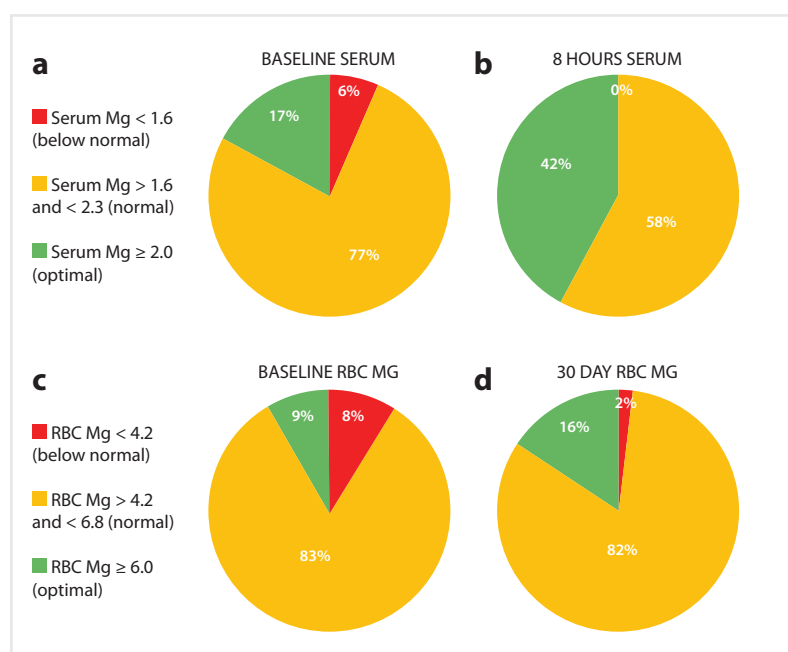 a
BASELINE SERUM
b
8 HOURS SERUM
Serum Mg < 1.6
(below normal)
Serum Mg > 1.6
and < 2.3 (normal)
Serum Mg ≥ 2.0
(optimal)
6%
17%
77%
0%
42%
58%
c
BASELINE RBC MG
d
30 DAY RBC MG
RBC Mg < 4.2
(below normal)
RBC Mg > 4.2
and < 6.8 (normal)
RBC Mg ≥ 6.0
(optimal)
9%
8%
83%
2%
16%
82%